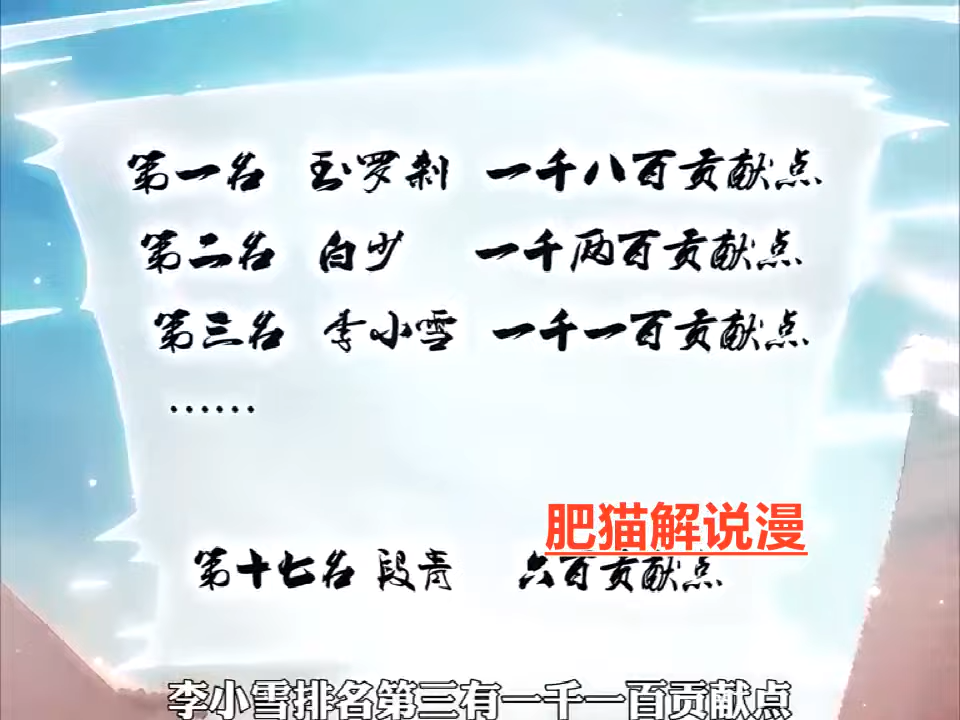 第一名 玉罗刹 一千八百贡献点
第二名 白少 一千两百贡献点
第三名 李小雪 一千一百贡献点
......
肥猫解说漫
第十七名 段青 六百贡献点
李小雪排名第三有一千一百贡献点